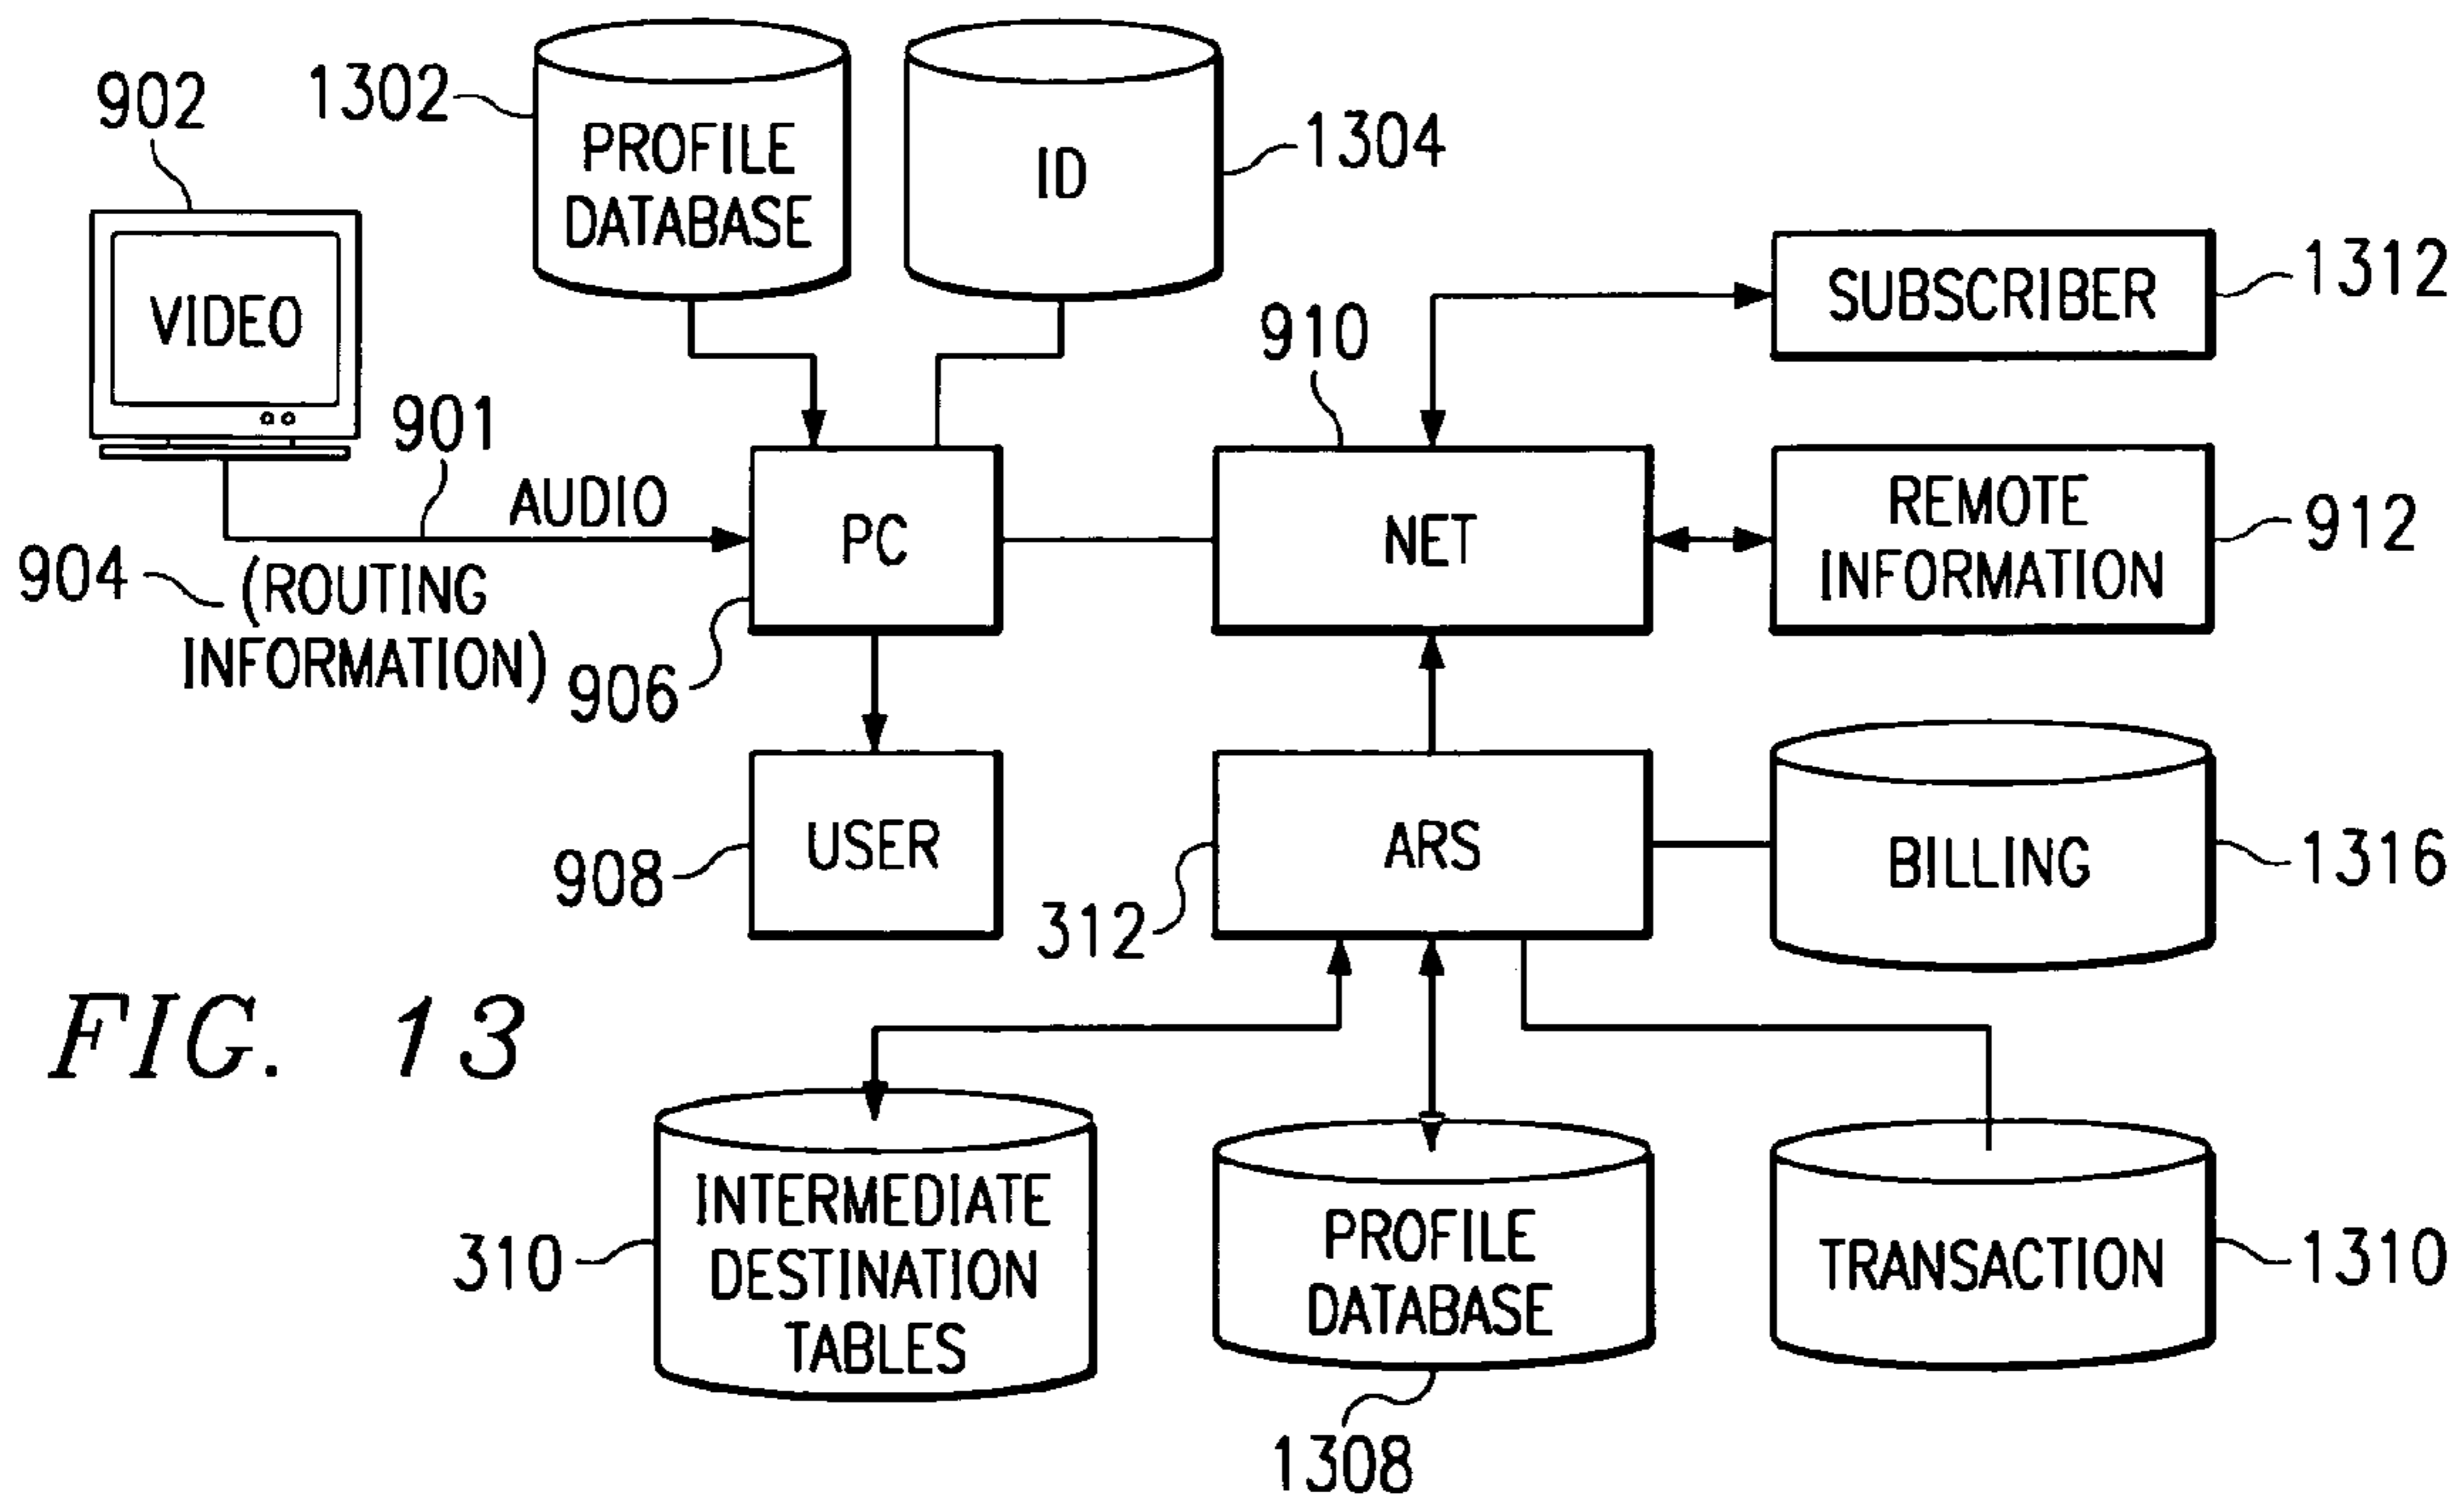 902
1302
PROFILE
DATABASE
ID
1304
VIDEO
SUBSCRIBER
1312
910
901
AUDIO
904
(ROUTING
INFORMATION)
906
PC
NET
REMOTE
INFORMATION
912
USER
908
312
ARS
BILLING
1316
FIG. 13
310
INTERMEDIATE
DESTINATION
TABLES
PROFILE
DATABASE
1308
TRANSACTION
1310